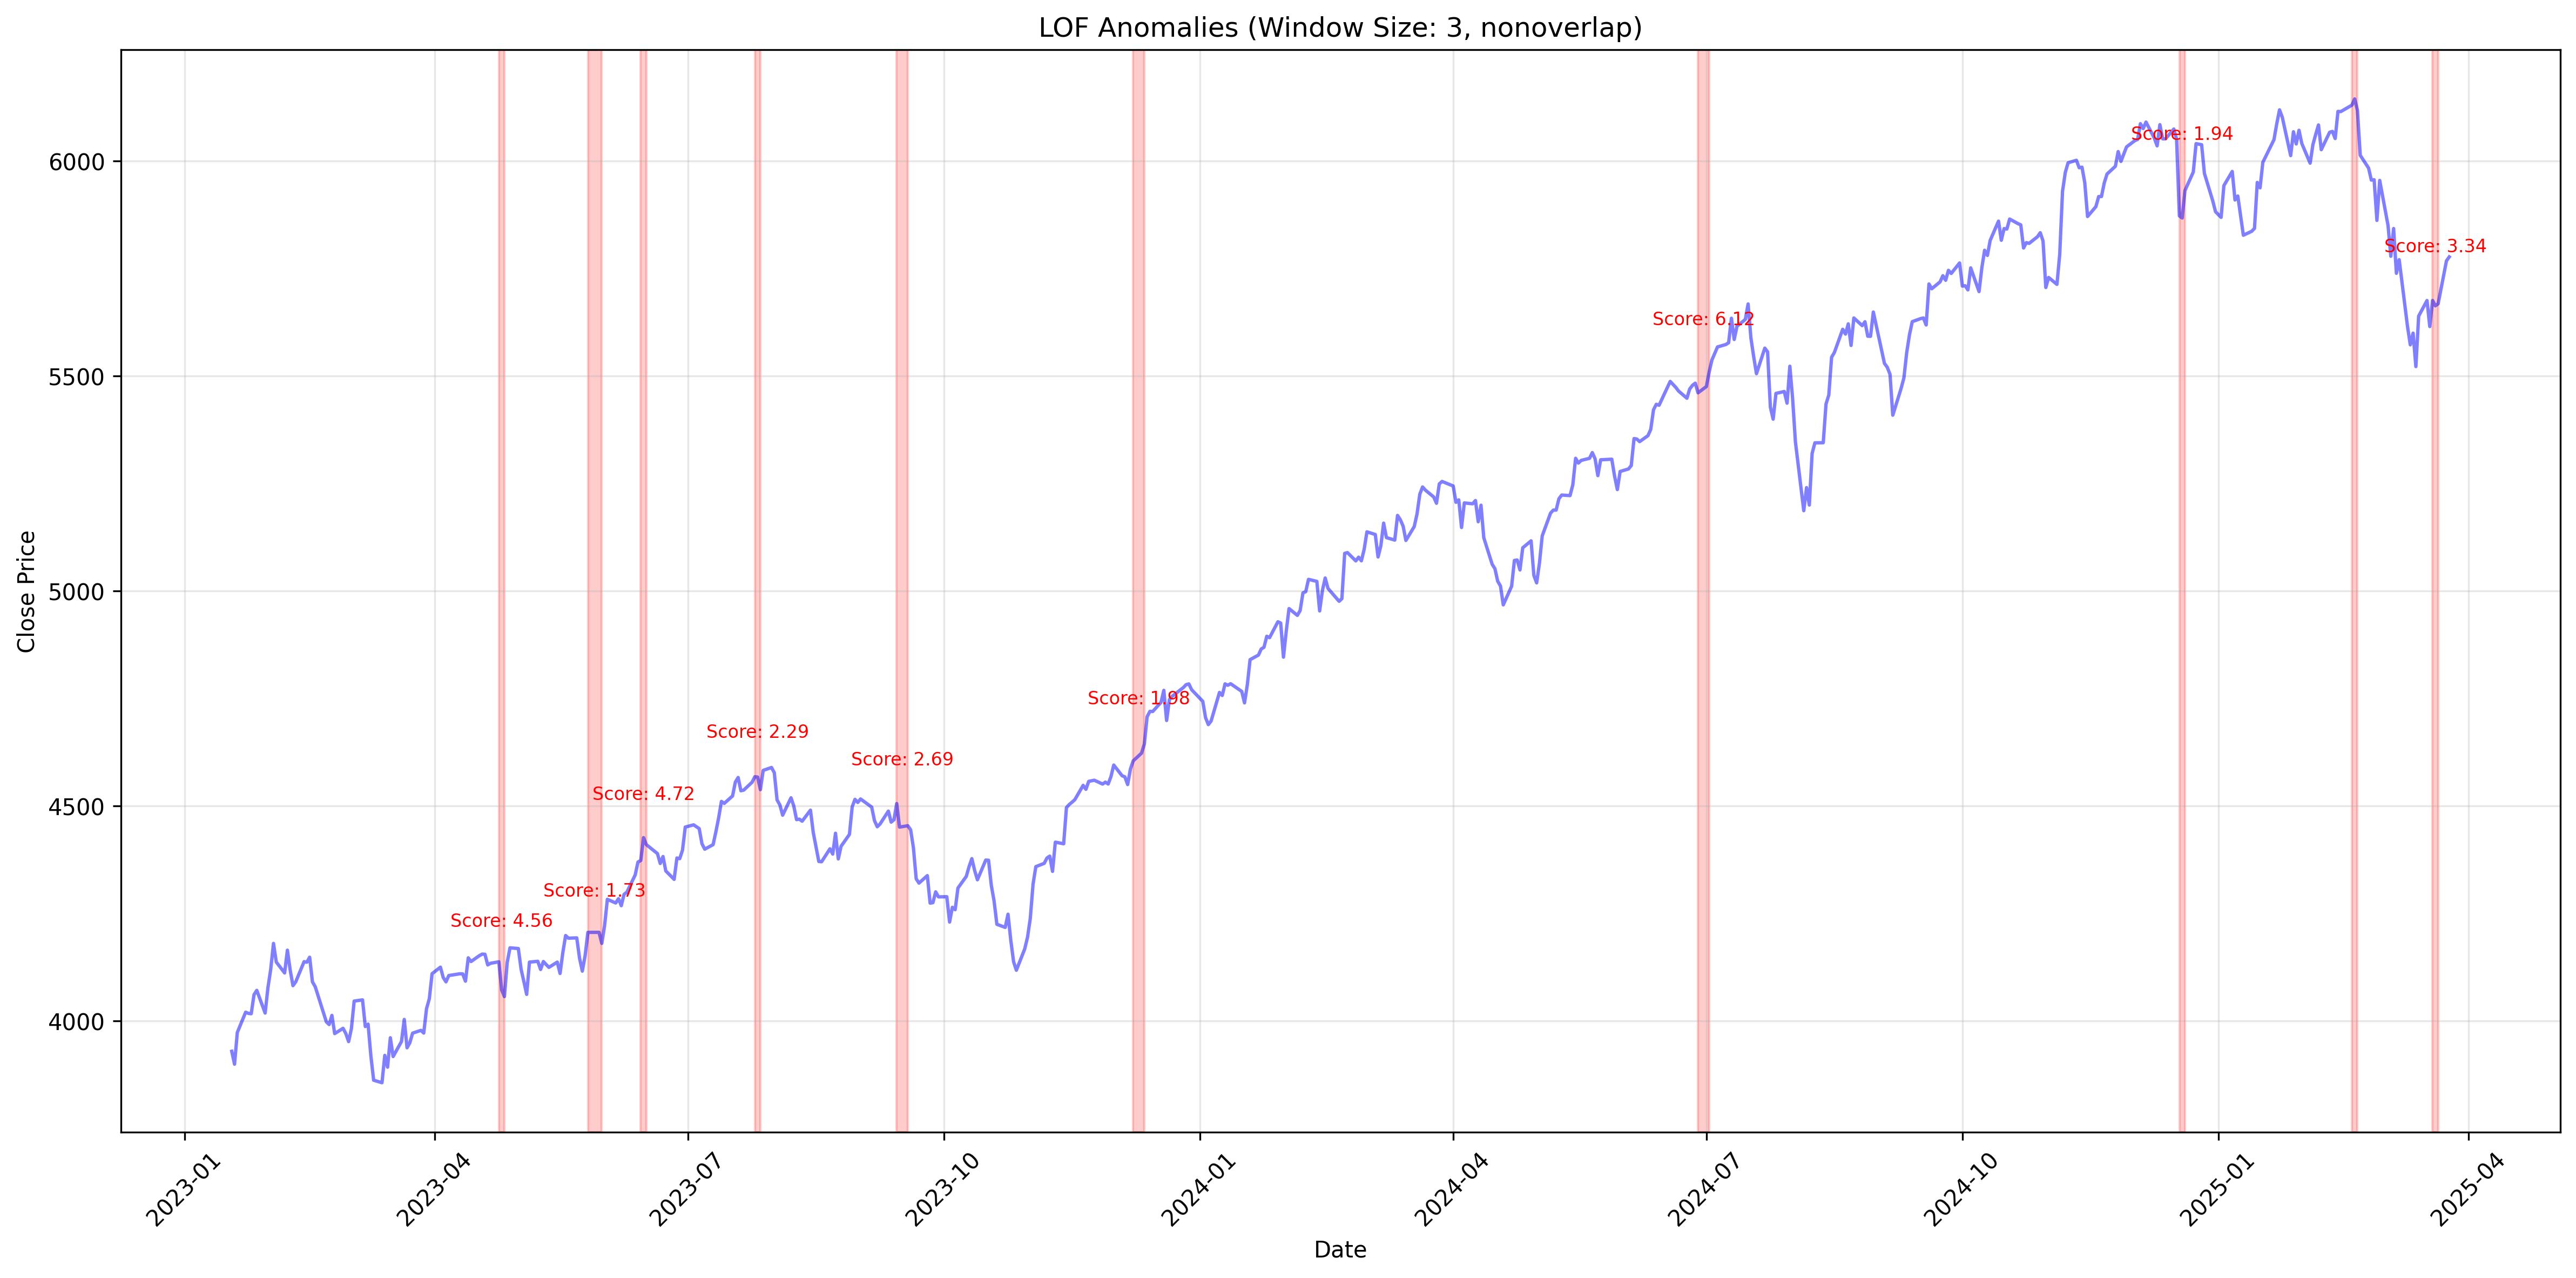 LOF Anomalies (Window Size: 3, nonoverlap)
Close Price
6000
5500
5000
4500
4000
Score: 4.56
Score: 1.73
Score: 4.72
Score: 2.29
Score: 2.69
Score: 1.98
Score: 6.12
Score: 1.94
Score: 3.34
2023-01
2023-04
2023-07
2023-10
2024-01
2024-04
2024-07
2024-10
2025-01
2025-04
Date